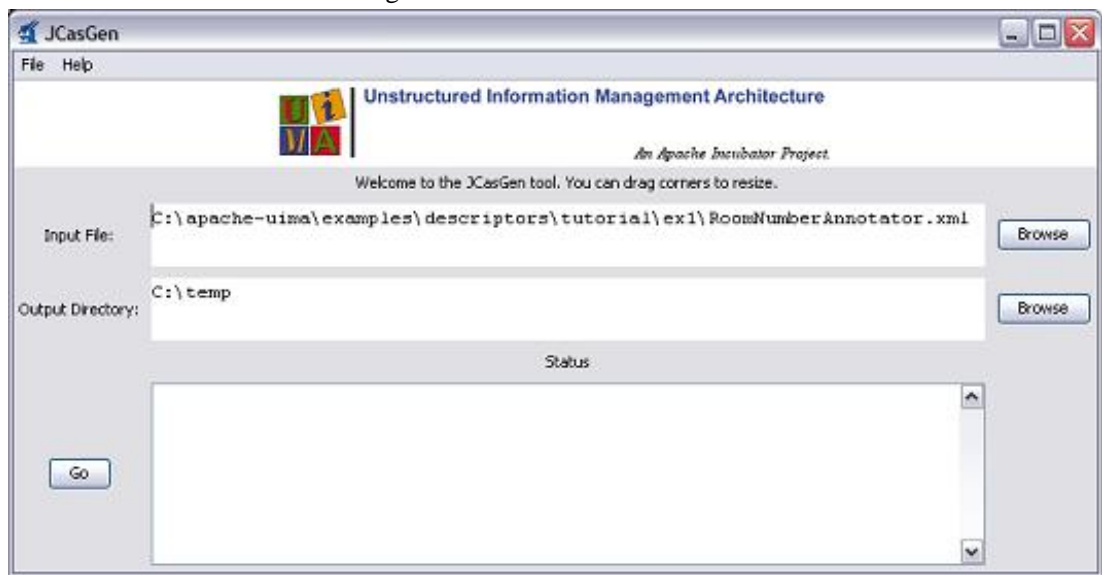 JCasGen
File Help
UiMA
Unstructured Information Management Architecture
An Apache Incubator Project.
Welcome to the JCasGen tool. You can drag corners to resize.
Input File:
C:\apache-uima\examples\descriptors\tutorial\ex1\RoomNumberAnnotator.xml
Browse
Output Directory:
C:\temp
Browse
Status
Go